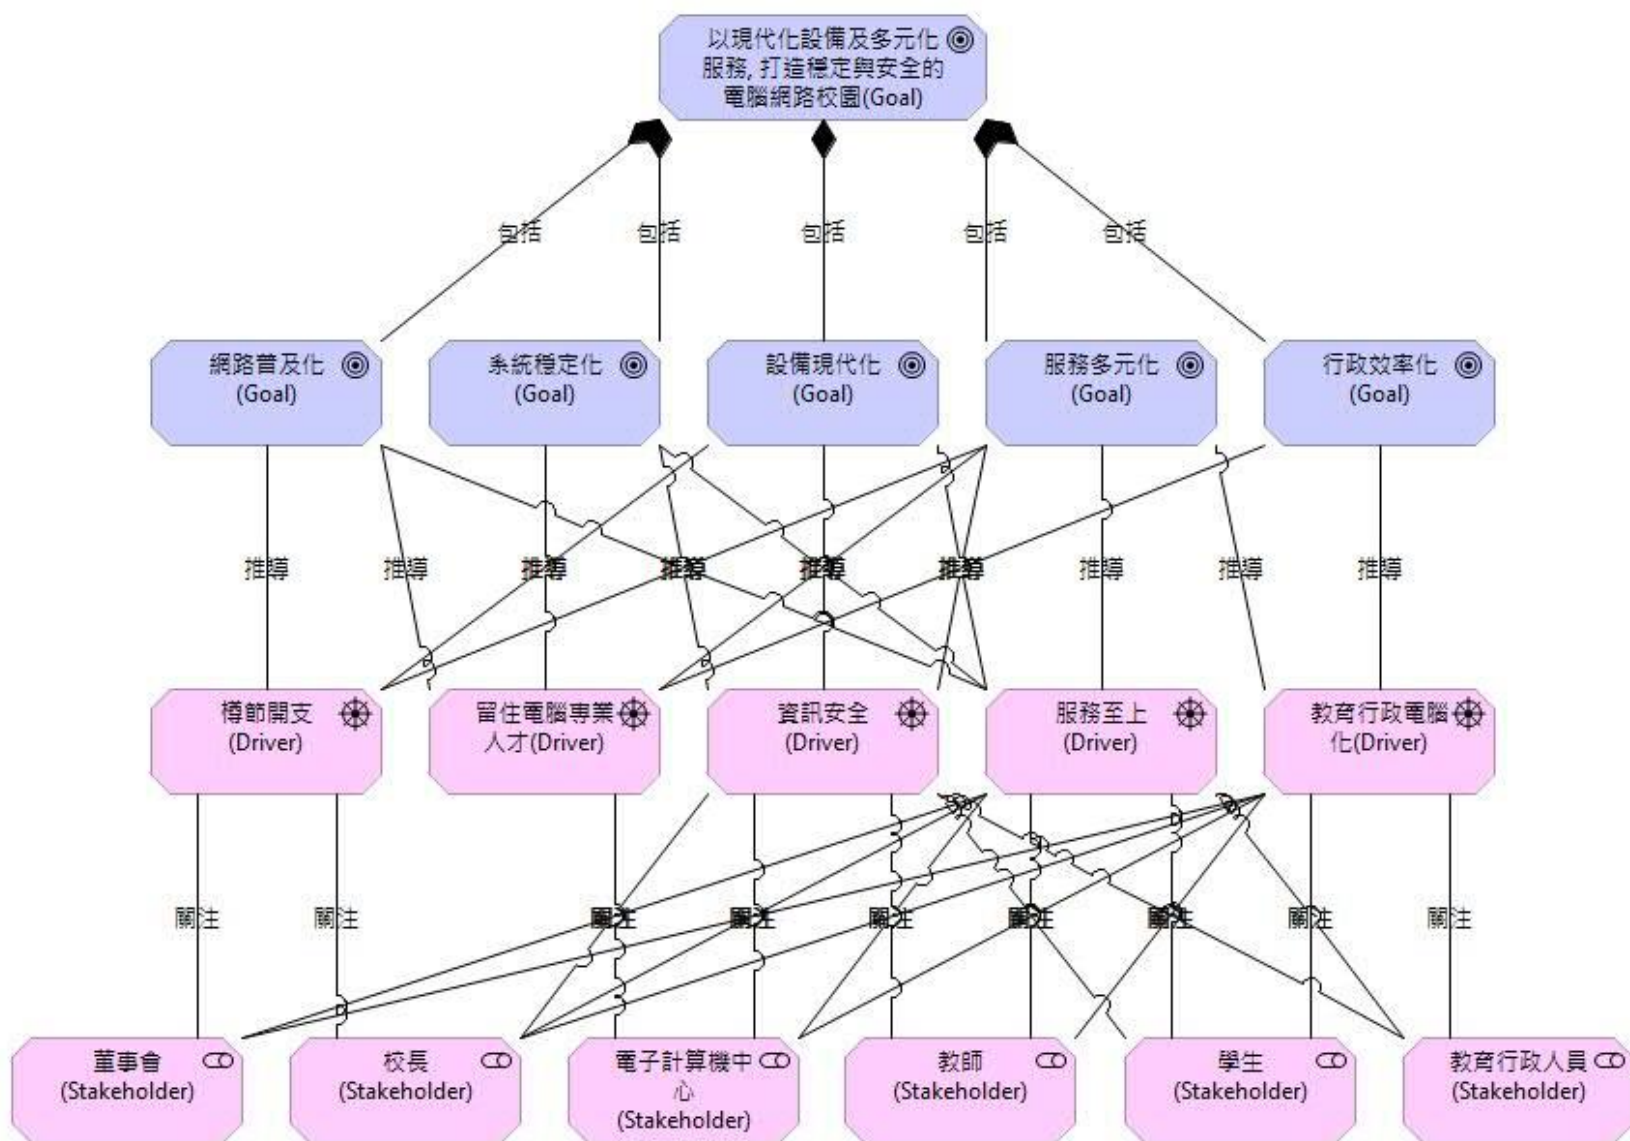 以現代化設備及多元化
服務, 打造穩定與安全的
電腦網路校園(Goal)
包括
包括
包括
包括
包括
網路普及化
(Goal)
系統穩定化
(Goal)
設備現代化
(Goal)
服務多元化
(Goal)
行政效率化
(Goal)
推導
推導
推導
推導
推導
推導
推導
推導
推導
樽節開支
(Driver)
留住電腦專業
人才(Driver)
資訊安全
(Driver)
服務至上
(Driver)
教育行政電腦
化(Driver)
關注
關注
關注
關注
關注
關注
關注
關注
關注
董事會
(Stakeholder)
校長
(Stakeholder)
電子計算機中
心
(Stakeholder)
教師
(Stakeholder)
學生
(Stakeholder)
教育行政人員
(Stakeholder)